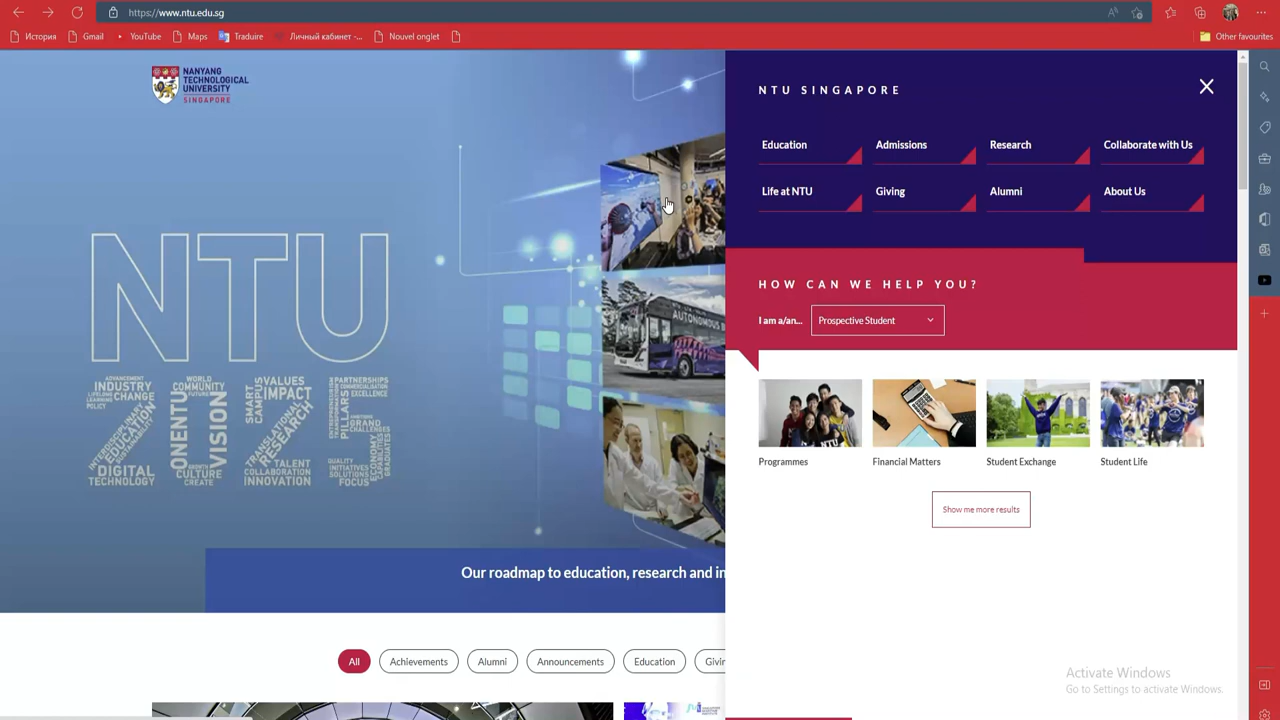 https://www.ntu.edu.sg
История
Gmail
YouTube
Maps
Traduire
Личный кабинет -...
Nouvel onglet
Other favourites
NANYANG
TECHNOLOGICAL
UNIVERSITY
SINGAPORE
NTU SINGAPORE
Education
Admissions
Research
Collaborate with Us
Life at NTU
Giving
Alumni
About Us
HOW CAN WE HELP YOU?
I am a/an...
Prospective Student
Programmes
Financial Matters
Student Exchange
Student Life
Show me more results
NTU
2025
AUTONOMOUS
Our roadmap to education, research and in
All
Achievements
Alumni
Announcements
Education
Givin
Activate Windows
Go to Settings to activate Windows.